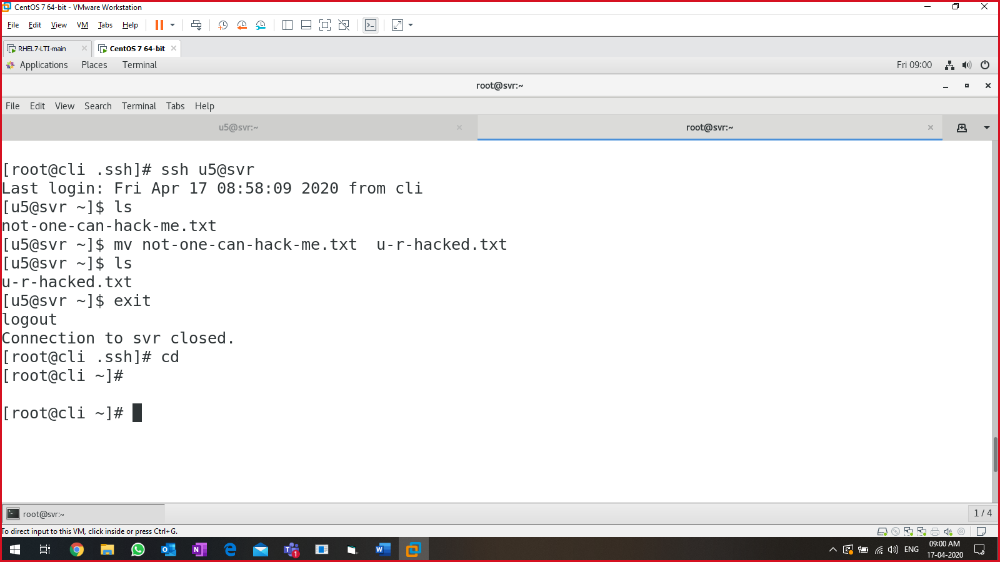 CentOS 7 64-bit - VMware Workstation
File Edit View VM Tabs Help
RHEL7-LTI-main CentOS 7 64-bit
Applications Places Terminal Fri 09:00
root@svr:~
File Edit View Search Terminal Tabs Help
u5@svr:~ root@svr:~
[root@cli .ssh]# ssh u5@svr
Last login: Fri Apr 17 08:58:09 2020 from cli
[u5@svr ~]$ ls
not-one-can-hack-me.txt
[u5@svr ~]$ mv not-one-can-hack-me.txt  u-r-hacked.txt
[u5@svr ~]$ ls
u-r-hacked.txt
[u5@svr ~]$ exit
logout
Connection to svr closed.
[root@cli .ssh]# cd
[root@cli ~]#
[root@cli ~]#
root@svr:~ 1 / 4
To direct input to this VM, click inside or press Ctrl+G.
1 ENG 09:00 AM
17-04-2020